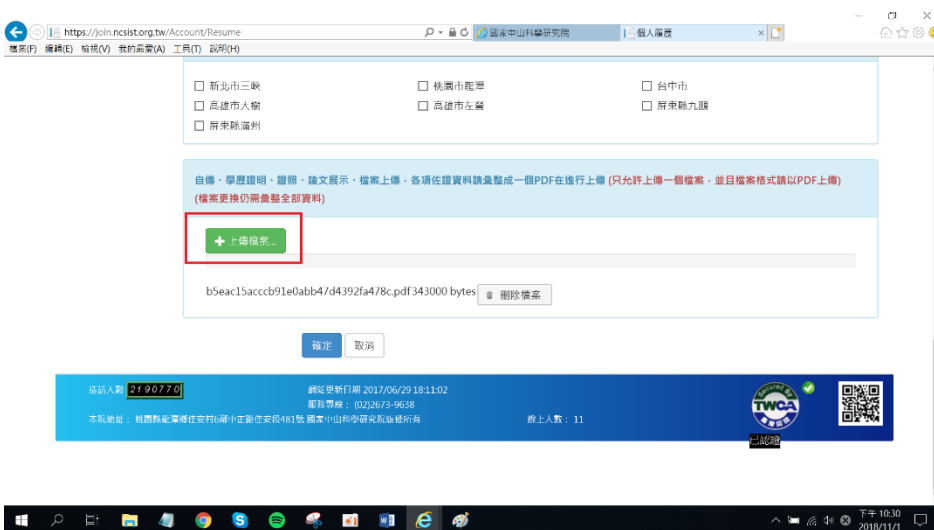 https://join.ncsist.org.tw/Account/Resume
國家中山科學研究院
個人履歷
檔案(F) 編輯(E) 檢視(V) 我的最愛(A) 工具(T) 說明(H)
新北市三峽 桃園市龍潭 台中市
高雄市大樹 高雄市左營 屏東縣九鵬
屏東縣滿州
自傳、學歷證明、證照、論文展示、檔案上傳，各項佐證資料請彙整成一個PDF在進行上傳 (只允許上傳一個檔案，並且檔案格式請以PDF上傳)
(檔案更換仍需彙整全部資料)
上傳檔案...
b5eac15acccb91e0abb47d4392fa478c.pdf 343000 bytes 刪除檔案
確定 取消
造訪人數 2190770 網站更新日期 2017/06/29 18:11:02
服務專線： (02)2673-9638
本院地址： 桃園縣龍潭鄉佳安村6鄰中正路佳安段481號 國家中山科學研究院版權所有 線上人數： 11
Secured By
TWCA
已認證
下午 10:30
2018/11/1